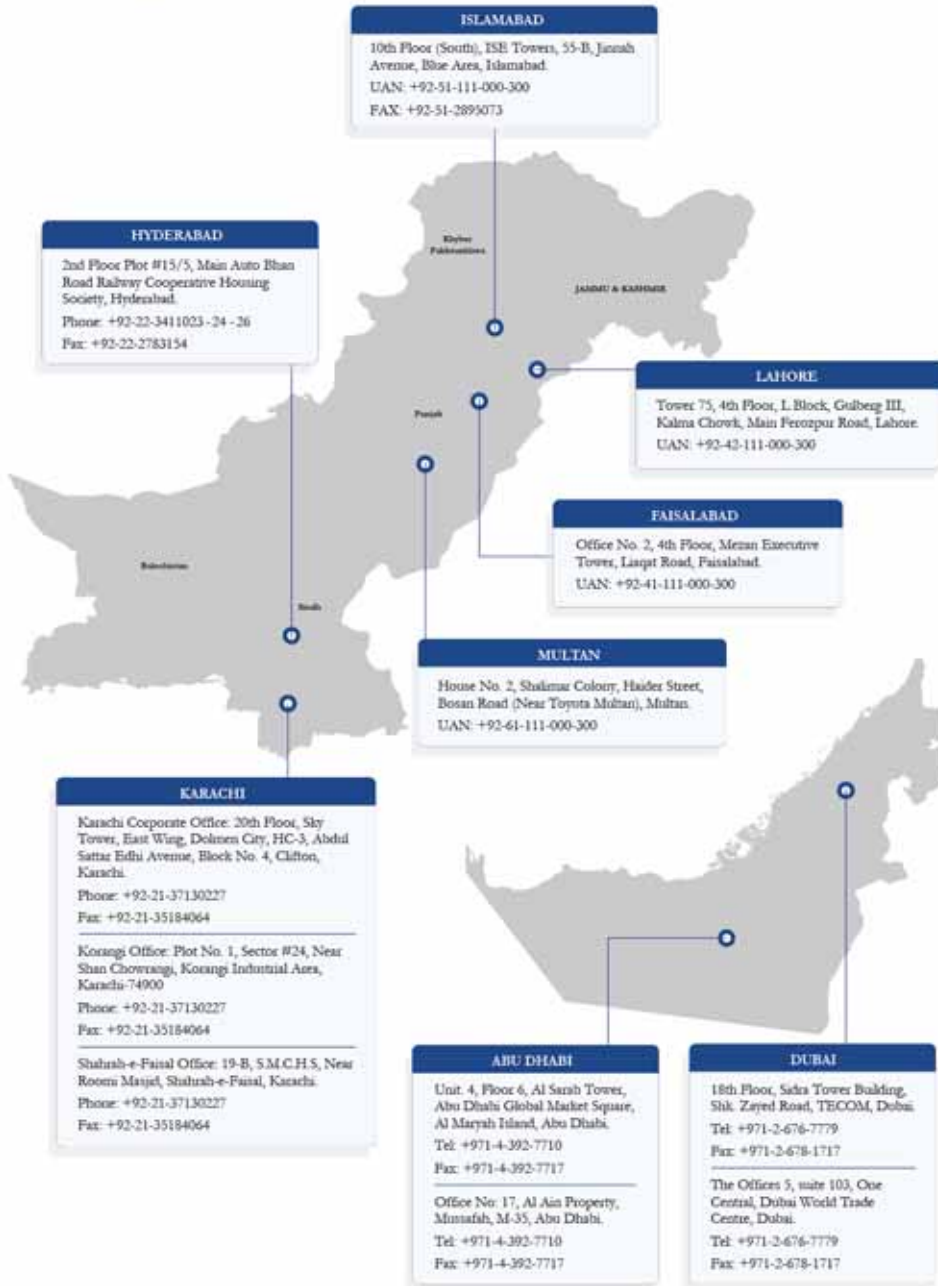 ISLAMABAD
10th Floor (South), ISE Towers, 55-B, Jinnah
Avenue, Blue Area, Islamabad.
UAN: +92-51-111-000-300
FAX: +92-51-2895073
Khyber
Pakhtunkhwa
JAMMU & KASHMIR
HYDERABAD
2nd Floor Plot #15/5, Main Auto Bhan
Road Railway Cooperative Housing
Society, Hyderabad.
Phone: +92-22-3411023 - 24 - 26
Fax: +92-22-2783154
LAHORE
Tower 75, 4th Floor, L Block, Gulberg III,
Kalma Chowk, Main Ferozpur Road, Lahore.
UAN: +92-42-111-000-300
Punjab
FAISALABAD
Office No. 2, 4th Floor, Mezan Executive
Tower, Liaqat Road, Faisalabad.
UAN: +92-41-111-000-300
Balochistan
Sindh
MULTAN
House No. 2, Shalimar Colony, Haider Street,
Bosan Road (Near Toyota Multan), Multan.
UAN: +92-61-111-000-300
KARACHI
Karachi Corporate Office: 20th Floor, Sky
Tower, East Wing, Dolmen City, HC-3, Abdul
Sattar Edhi Avenue, Block No. 4, Clifton,
Karachi.
Phone: +92-21-37130227
Fax: +92-21-35184064
Korangi Office: Plot No. 1, Sector #24, Near
Shan Chowrangi, Korangi Industrial Area,
Karachi-74900
Phone: +92-21-37130227
Fax: +92-21-35184064
Shahrah-e-Faisal Office: 19-B, S.M.C.H.S, Near
Roomi Masjid, Shahrah-e-Faisal, Karachi.
Phone: +92-21-37130227
Fax: +92-21-35184064
ABU DHABI
Unit. 4, Floor 6, Al Sarab Tower,
Abu Dhabi Global Market Square,
Al Maryah Island, Abu Dhabi.
Tel: +971-4-392-7710
Fax: +971-4-392-7717
Office No: 17, Al Ain Property,
Mussafah, M-35, Abu Dhabi.
Tel: +971-4-392-7710
Fax: +971-4-392-7717
DUBAI
18th Floor, Sidra Tower Building,
Shk. Zayed Road, TECOM, Dubai.
Tel: +971-2-676-7779
Fax: +971-2-678-1717
The Offices 5, suite 103, One
Central, Dubai World Trade
Centre, Dubai.
Tel: +971-2-676-7779
Fax: +971-2-678-1717